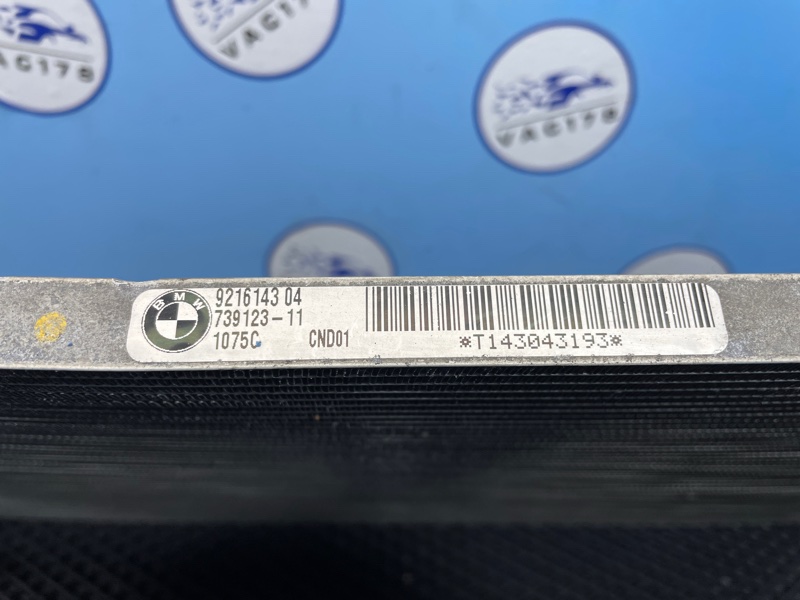 VAG178
VAG178
VAG178
BMW
9216143 04
739123-11
1075C CND01
*T143043193*